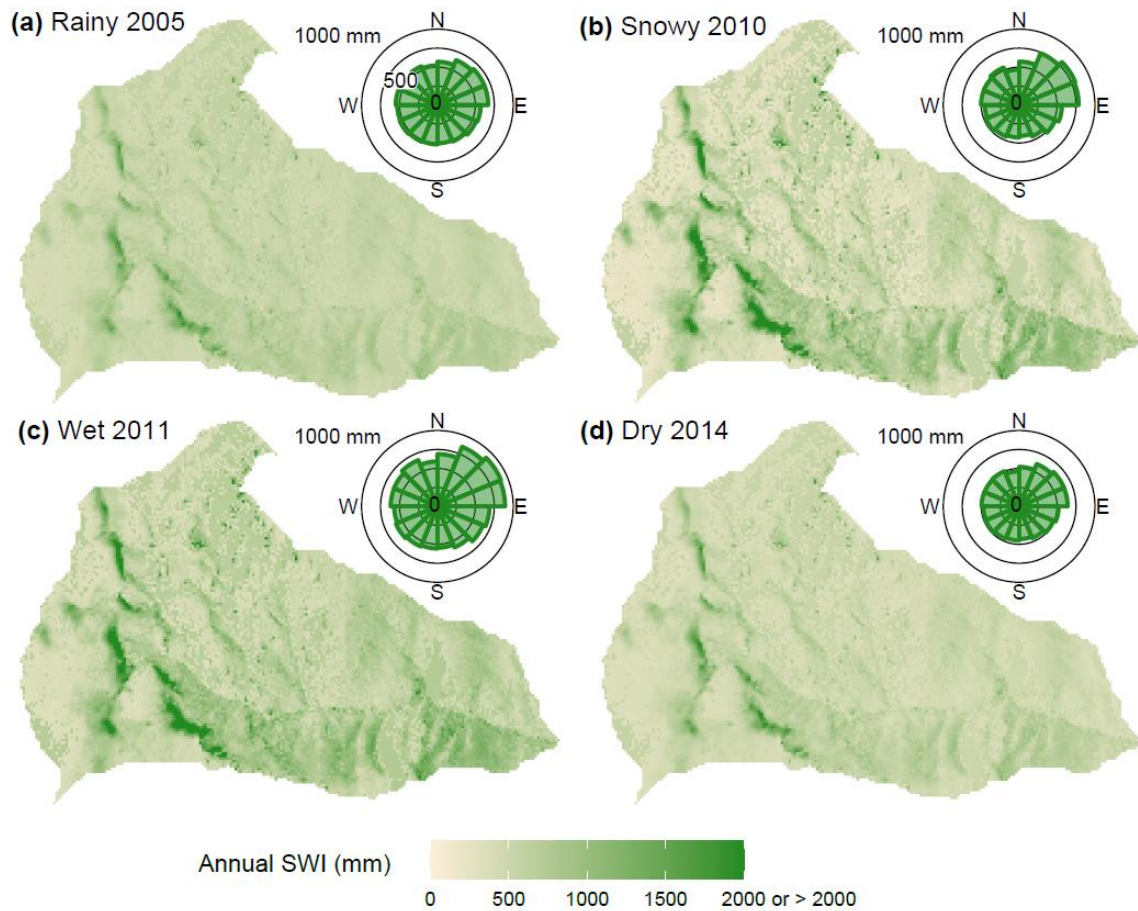 (a) Rainy 2005
1000 mm
N
500
W
0
E
S
(b) Snowy 2010
1000 mm
N
W
0
E
S
(c) Wet 2011
1000 mm
N
W
0
E
S
(d) Dry 2014
1000 mm
N
W
0
E
S
Annual SWI (mm)
0 500 1000 1500 2000 or > 2000